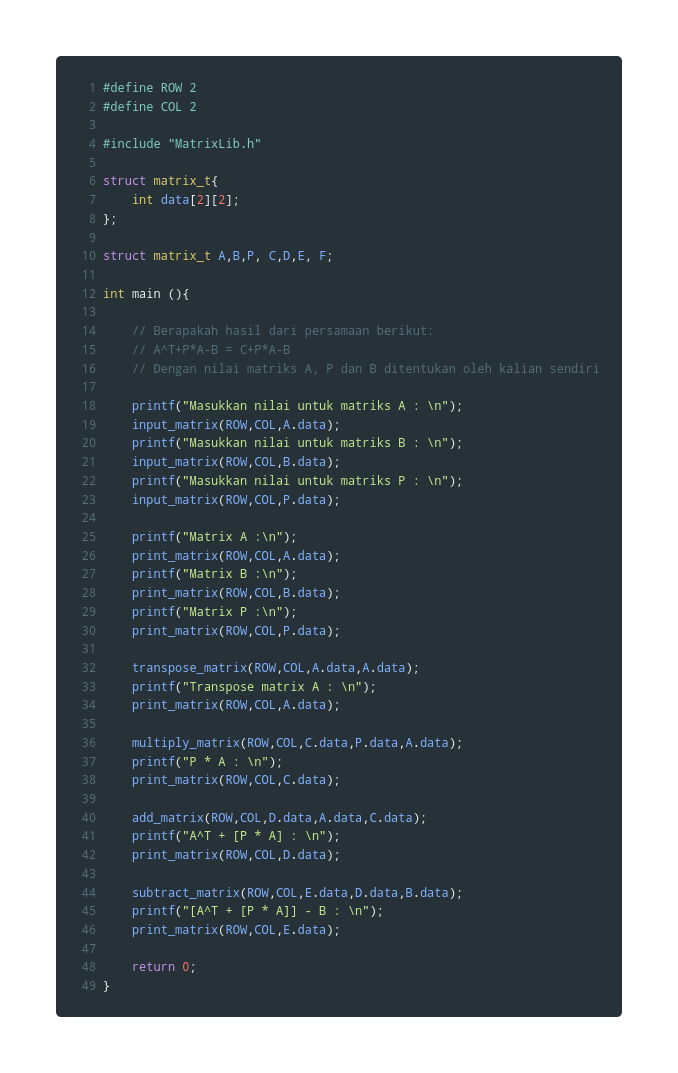 1 #define ROW 2
2 #define COL 2
3
4 #include "MatrixLib.h"
5
6 struct matrix_t{
7     int data[2][2];
8 };
9
10 struct matrix_t A,B,P, C,D,E, F;
11
12 int main (){
13
14     // Berapakah hasil dari persamaan berikut:
15     // A^T+P*A-B = C+P*A-B
16     // Dengan nilai matriks A, P dan B ditentukan oleh kalian sendiri
17
18     printf("Masukkan nilai untuk matriks A : \n");
19     input_matrix(ROW,COL,A.data);
20     printf("Masukkan nilai untuk matriks B : \n");
21     input_matrix(ROW,COL,B.data);
22     printf("Masukkan nilai untuk matriks P : \n");
23     input_matrix(ROW,COL,P.data);
24
25     printf("Matrix A :\n");
26     print_matrix(ROW,COL,A.data);
27     printf("Matrix B :\n");
28     print_matrix(ROW,COL,B.data);
29     printf("Matrix P :\n");
30     print_matrix(ROW,COL,P.data);
31
32     transpose_matrix(ROW,COL,A.data,A.data);
33     printf("Transpose matrix A : \n");
34     print_matrix(ROW,COL,A.data);
35
36     multiply_matrix(ROW,COL,C.data,P.data,A.data);
37     printf("P * A : \n");
38     print_matrix(ROW,COL,C.data);
39
40     add_matrix(ROW,COL,D.data,A.data,C.data);
41     printf("A^T + [P * A] : \n");
42     print_matrix(ROW,COL,D.data);
43
44     subtract_matrix(ROW,COL,E.data,D.data,B.data);
45     printf("[A^T + [P * A]] - B : \n");
46     print_matrix(ROW,COL,E.data);
47
48     return 0;
49 }